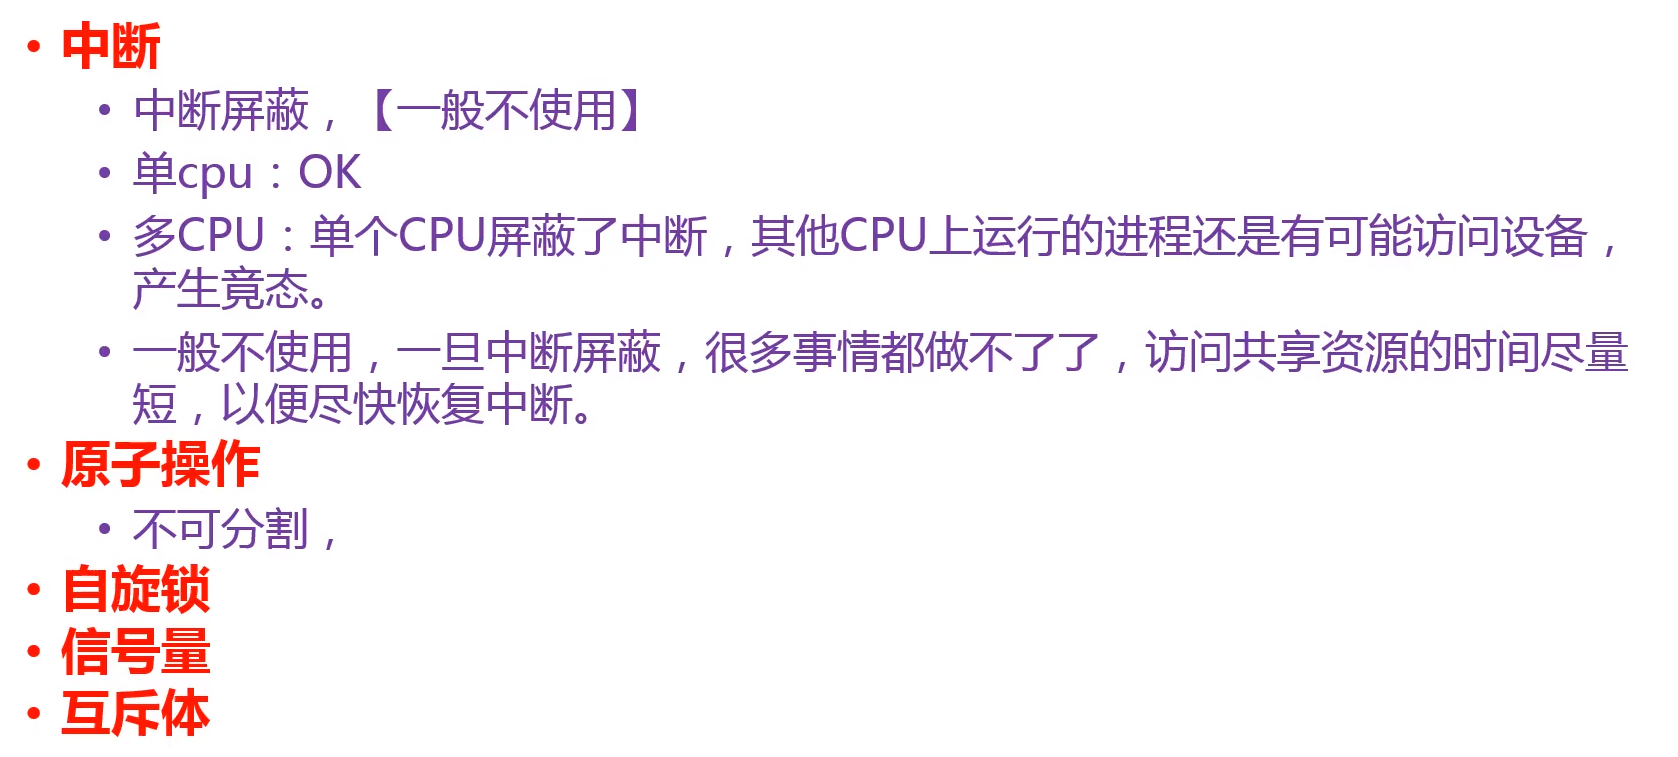 • 中断
• 中断屏蔽，【一般不使用】
• 单cpu：OK
• 多CPU：单个CPU屏蔽了中断，其他CPU上运行的进程还是有可能访问设备，
产生竟态。
• 一般不使用，一旦中断屏蔽，很多事情都做不了了，访问共享资源的时间尽量
短，以便尽快恢复中断。
• 原子操作
• 不可分割，
• 自旋锁
• 信号量
• 互斥体